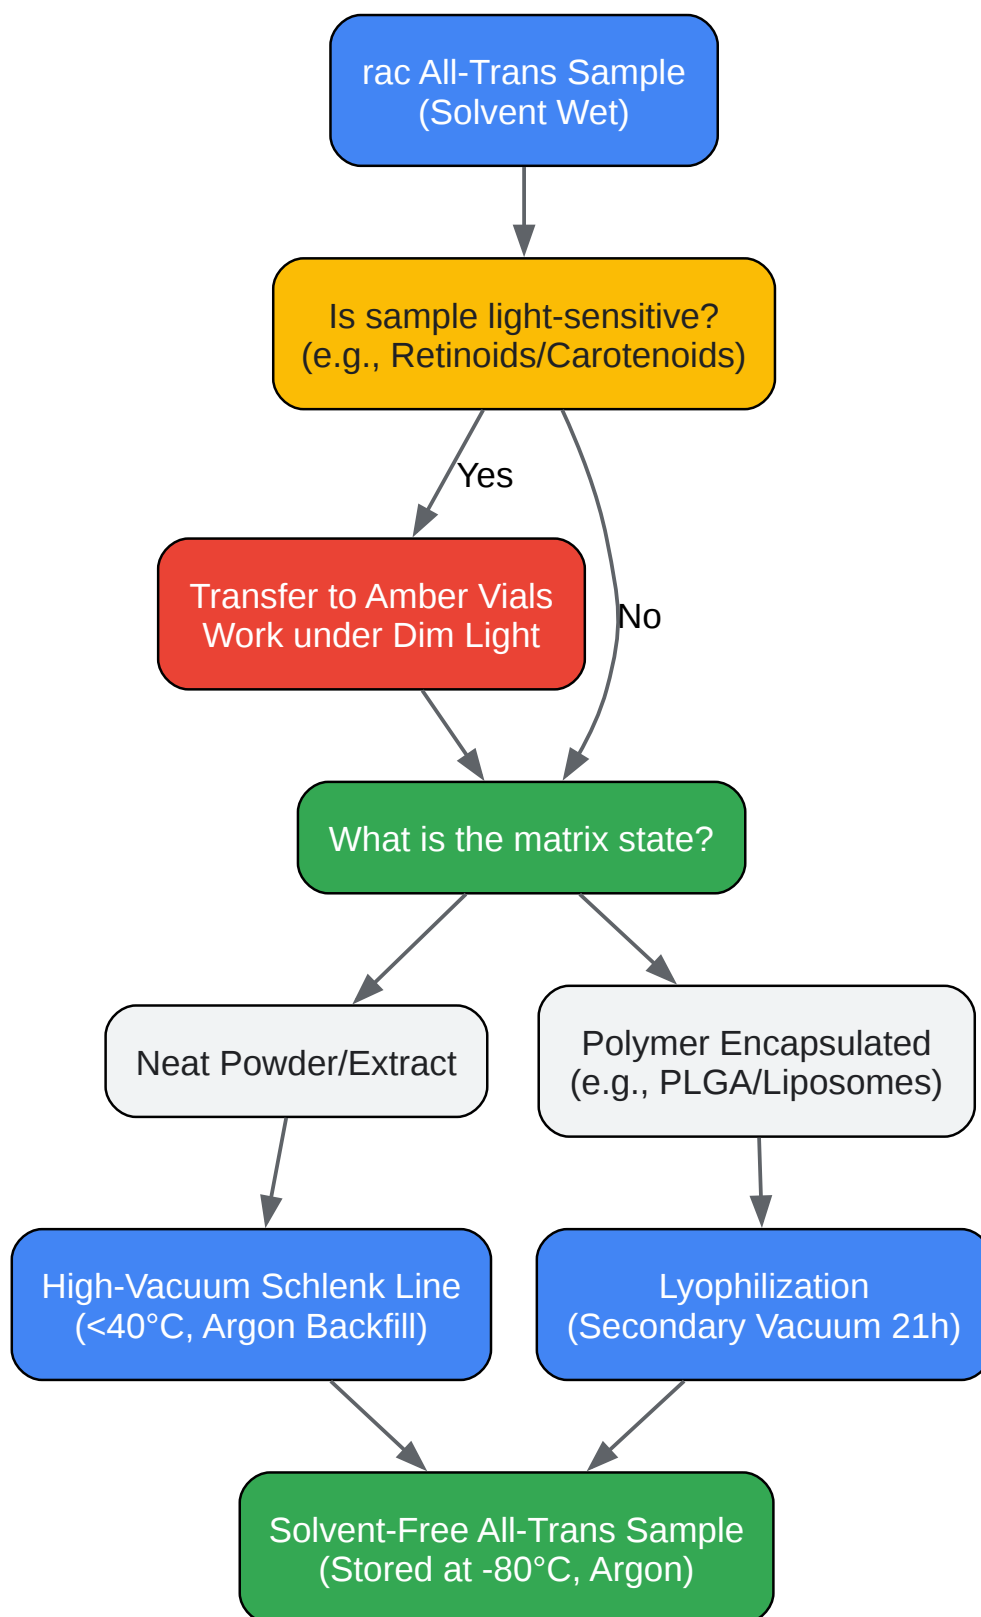 rac All-Trans Sample
(Solvent Wet)
Is sample light-sensitive?
(e.g., Retinoids/Carotenoids)
Yes
Transfer to Amber Vials
Work under Dim Light
No
What is the matrix state?
Neat Powder/Extract
Polymer Encapsulated
(e.g., PLGA/Liposomes)
High-Vacuum Schlenk Line
(<40°C, Argon Backfill)
Lyophilization
(Secondary Vacuum 21h)
Solvent-Free All-Trans Sample
(Stored at -80°C, Argon)